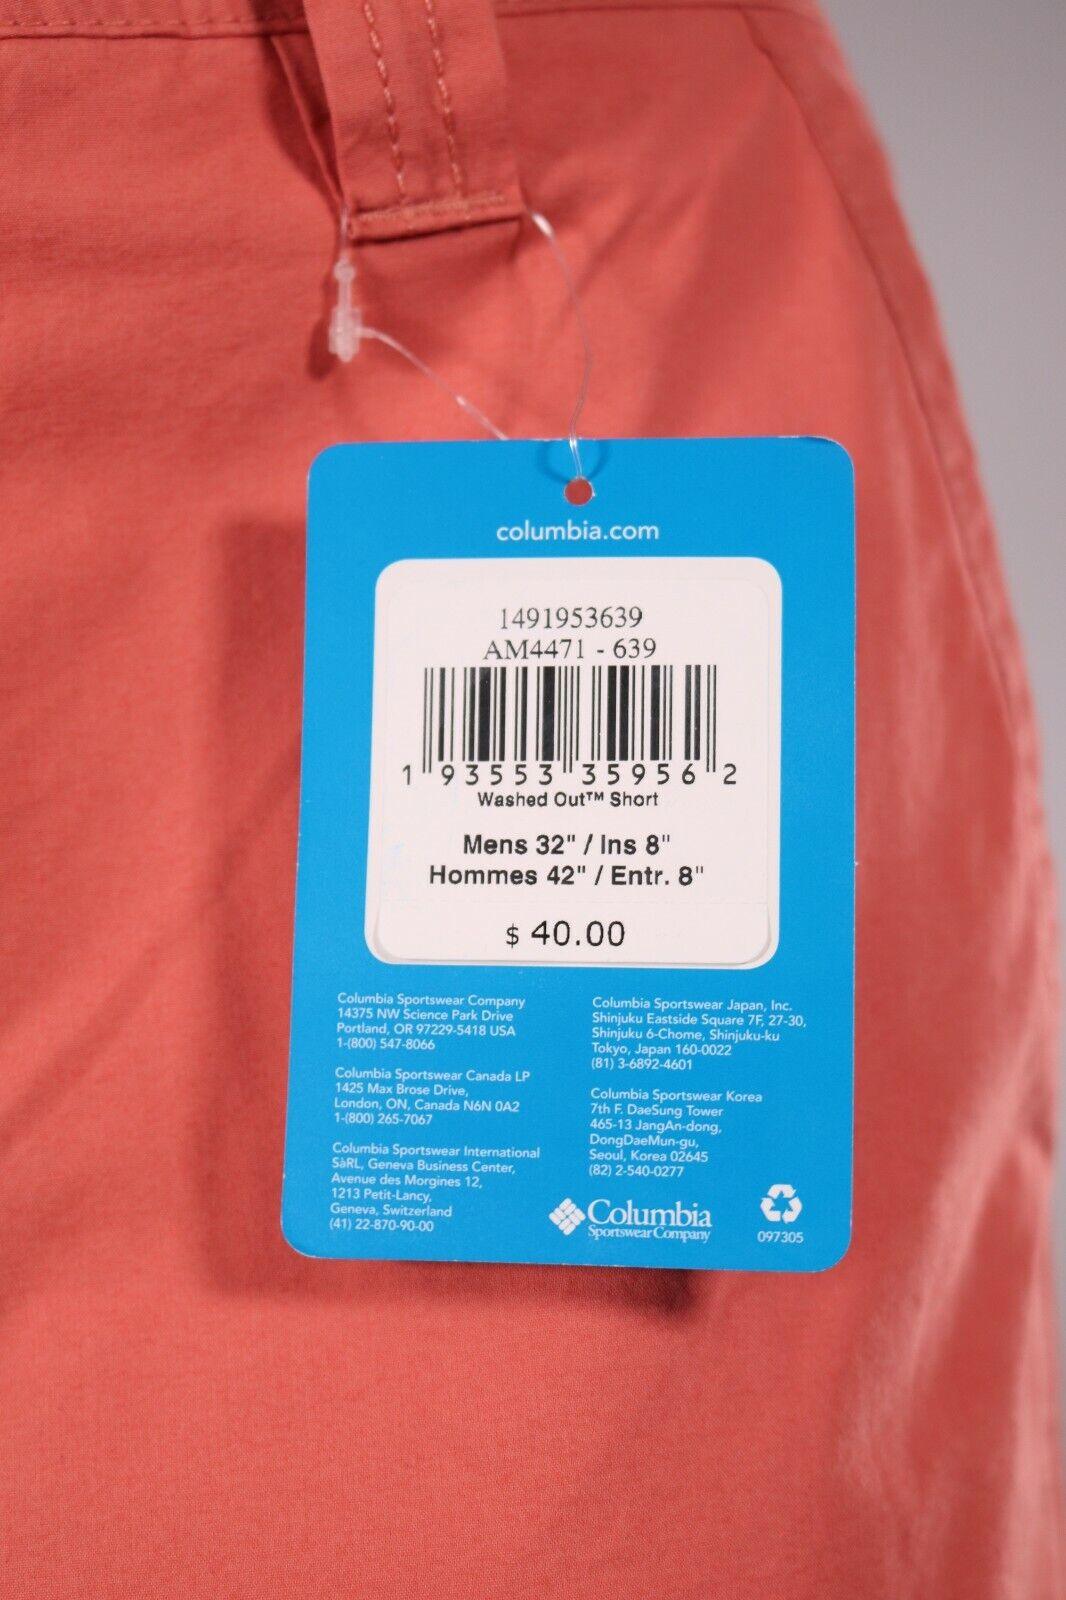 columbia.com
1491953639
AM4471 - 639
1 93553 35956 2
Washed Out™ Short
Mens 32" / Ins 8"
Hommes 42" / Entr. 8"
$ 40.00
Columbia Sportswear Company
14375 NW Science Park Drive
Portland, OR 97229-5418 USA
1-(800) 547-8066
Columbia Sportswear Canada LP
1425 Max Brose Drive,
London, ON, Canada N6N 0A2
1-(800) 265-7067
Columbia Sportswear International
SàRL, Geneva Business Center,
Avenue des Morgines 12,
1213 Petit-Lancy,
Geneva, Switzerland
(41) 22-870-90-00
Columbia Sportswear Japan, Inc.
Shinjuku Eastside Square 7F, 27-30,
Shinjuku 6-Chome, Shinjuku-ku
Tokyo, Japan 160-0022
(81) 3-6892-4601
Columbia Sportswear Korea
7th F. DaeSung Tower
465-13 JangAn-dong,
DongDaeMun-gu,
Seoul, Korea 02645
(82) 2-540-0277
Columbia
Sportswear Company
097305